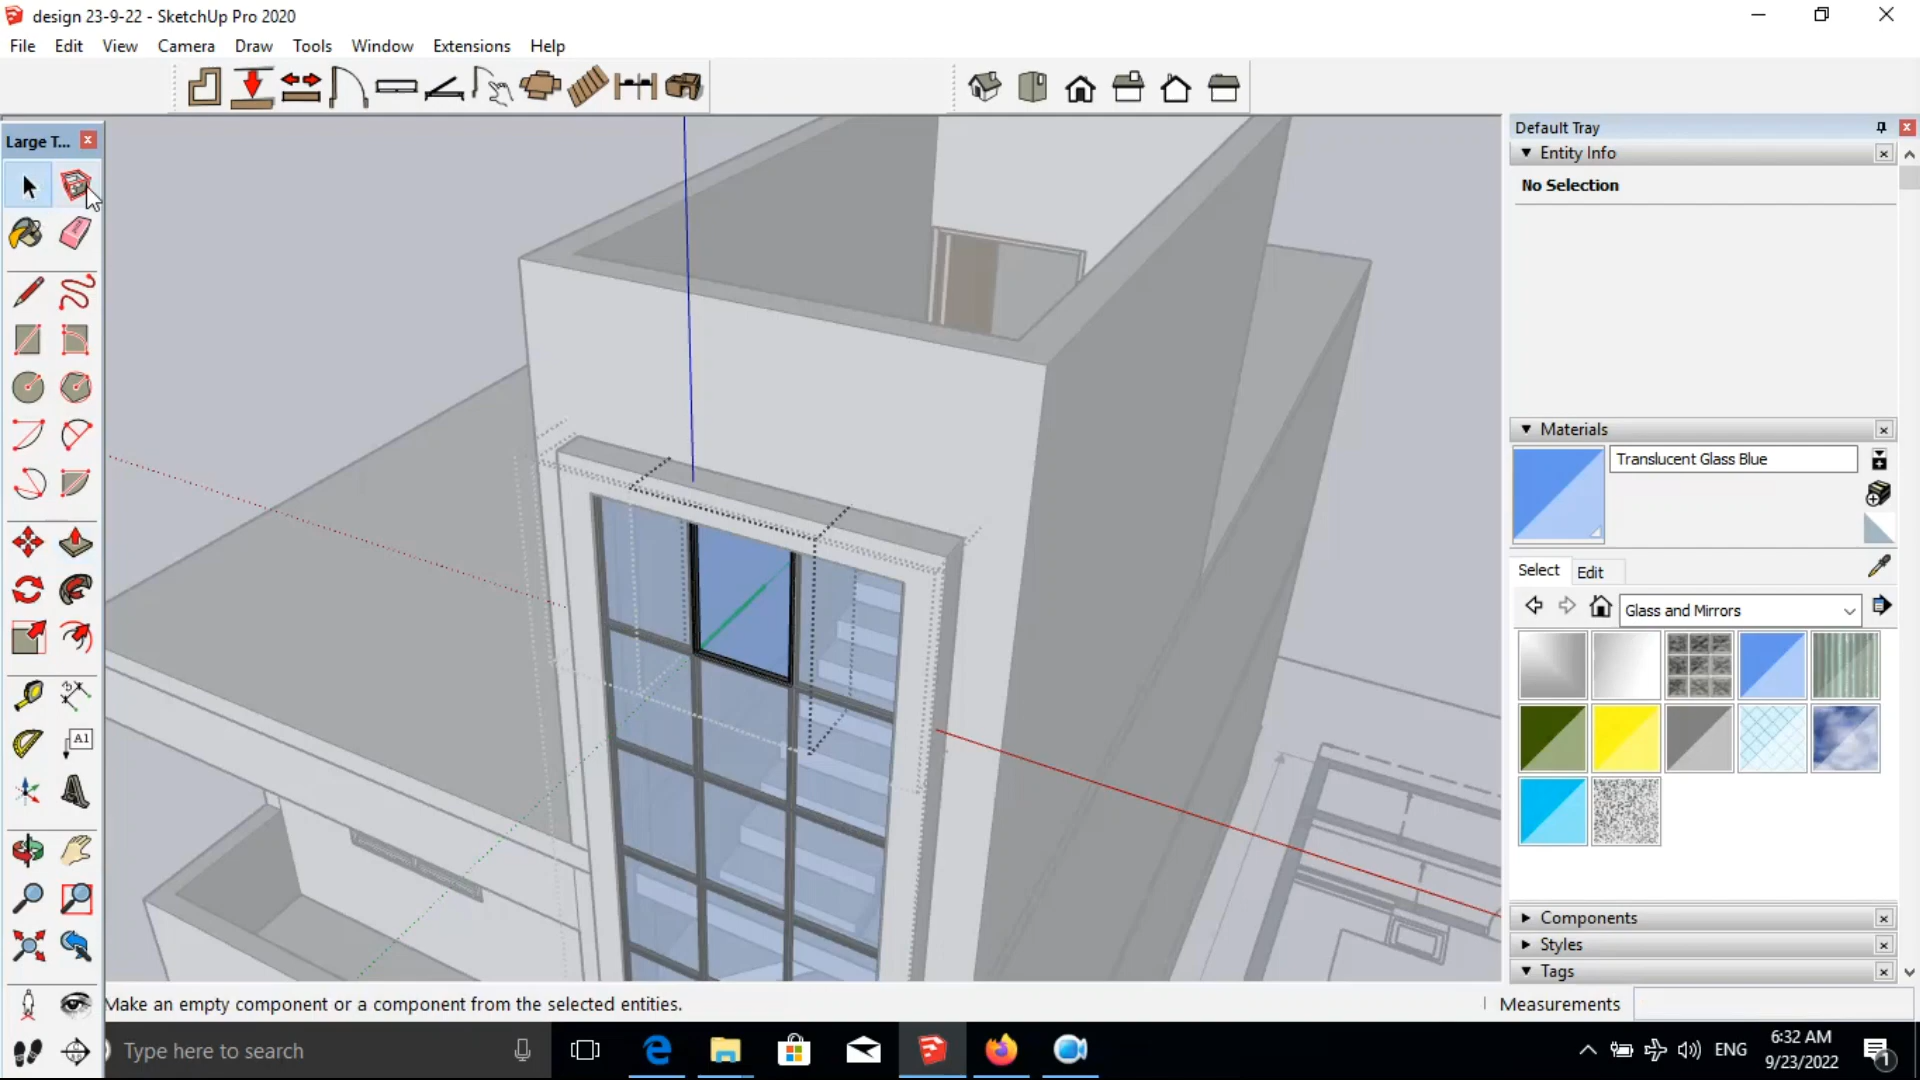 design 23-9-22 - SketchUp Pro 2020
File Edit View Camera Draw Tools Window Extensions Help
Large T...
Default Tray
Entity Info
No Selection
Materials
Translucent Glass Blue
Select Edit
Glass and Mirrors
A1
Components
Styles
Tags
Make an empty component or a component from the selected entities.
Measurements
Type here to search
ENG
6:32 AM
9/23/2022
1